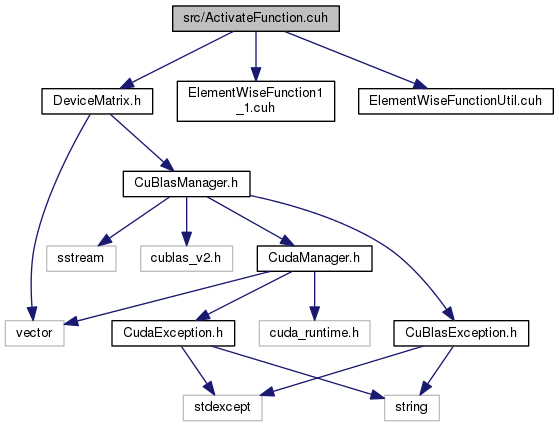 src/ActivateFunction.cuh
DeviceMatrix.h
ElementWiseFunction1
_1.cuh
ElementWiseFunctionUtil.cuh
CuBlasManager.h
sstream
cublas_v2.h
CudaManager.h
vector
CudaException.h
cuda_runtime.h
CuBlasException.h
stdexcept
string